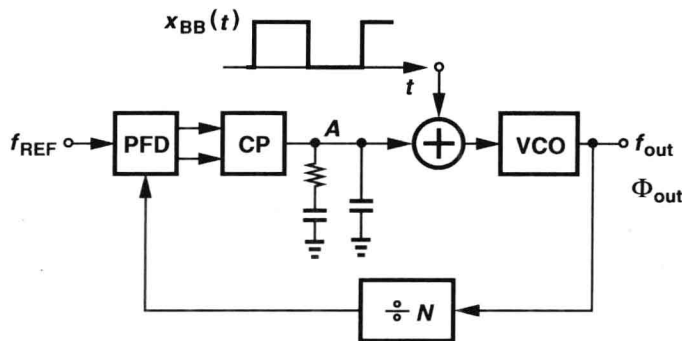 x_BB(t)
t
f_REF
PFD
CP
A
+
VCO
f_out
Φ_out
÷ N